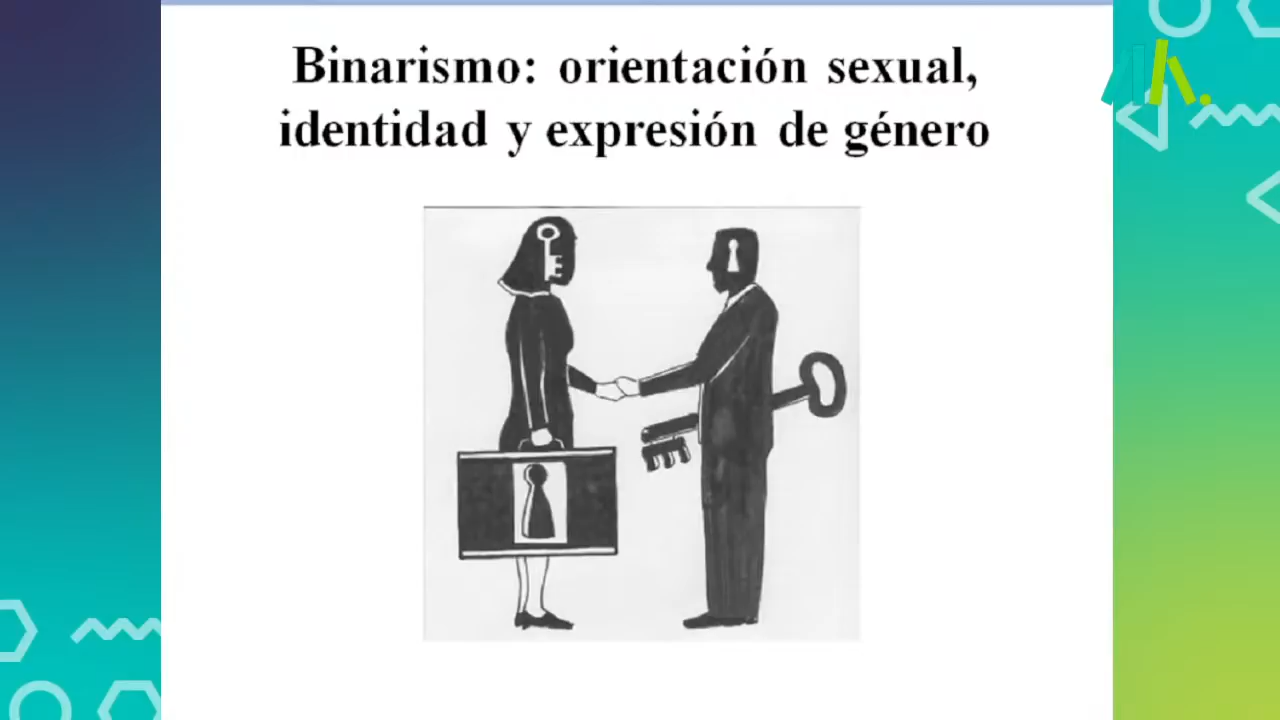 Binarismo: orientación sexual,
identidad y expresión de género